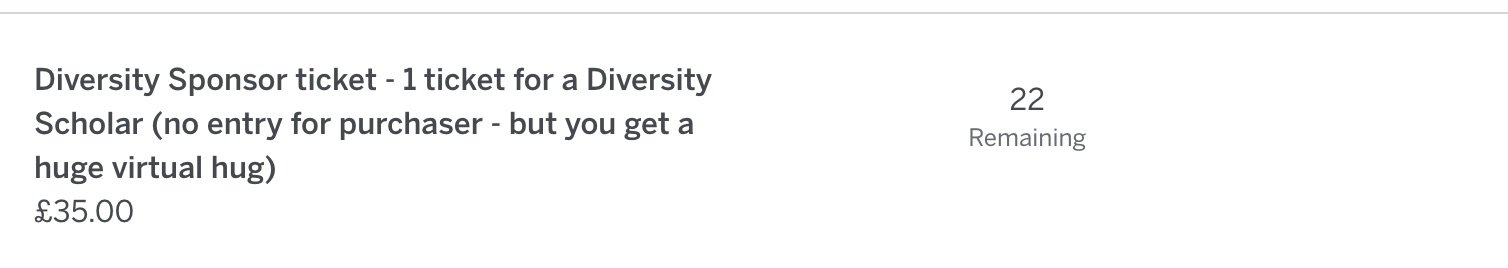 Diversity Sponsor ticket - 1 ticket for a Diversity
Scholar (no entry for purchaser - but you get a
huge virtual hug)
£35.00
22
Remaining